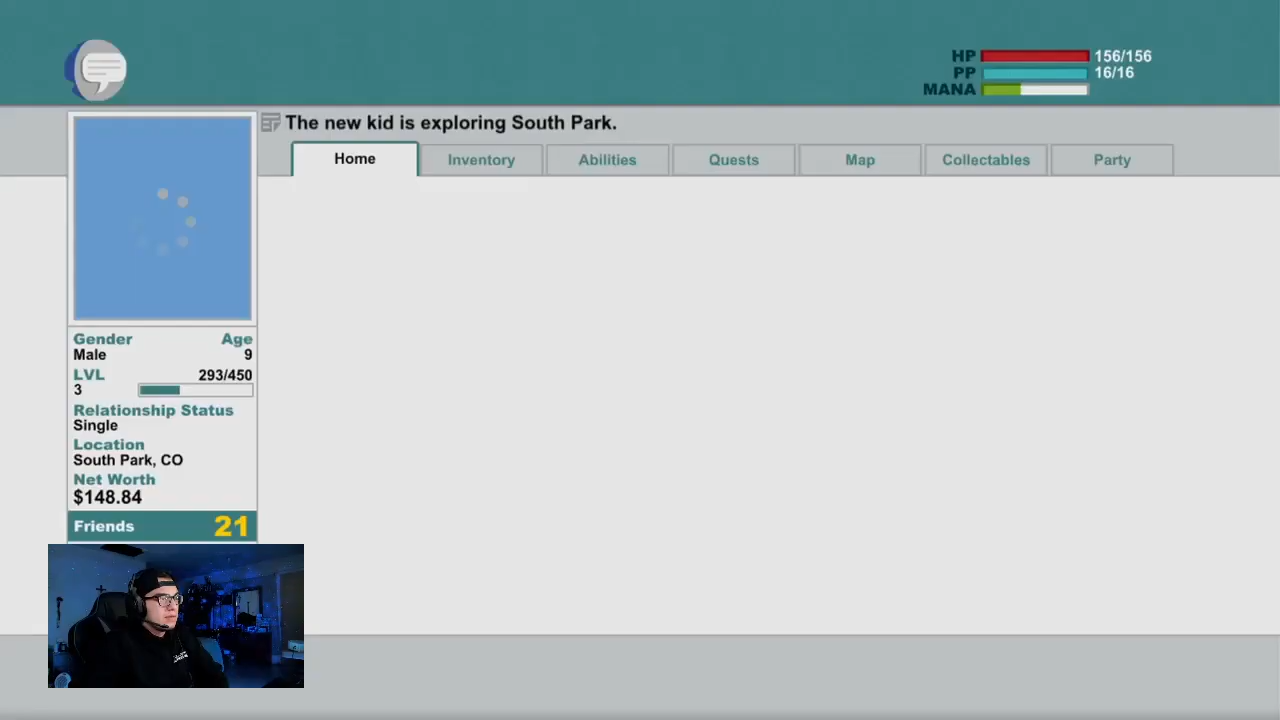 HP 156/156
PP 16/16
MANA
The new kid is exploring South Park.
Home Inventory Abilities Quests Map Collectables Party
Gender Age
Male 9
LVL 293/450
3
Relationship Status
Single
Location
South Park, CO
Net Worth
$148.84
Friends 21